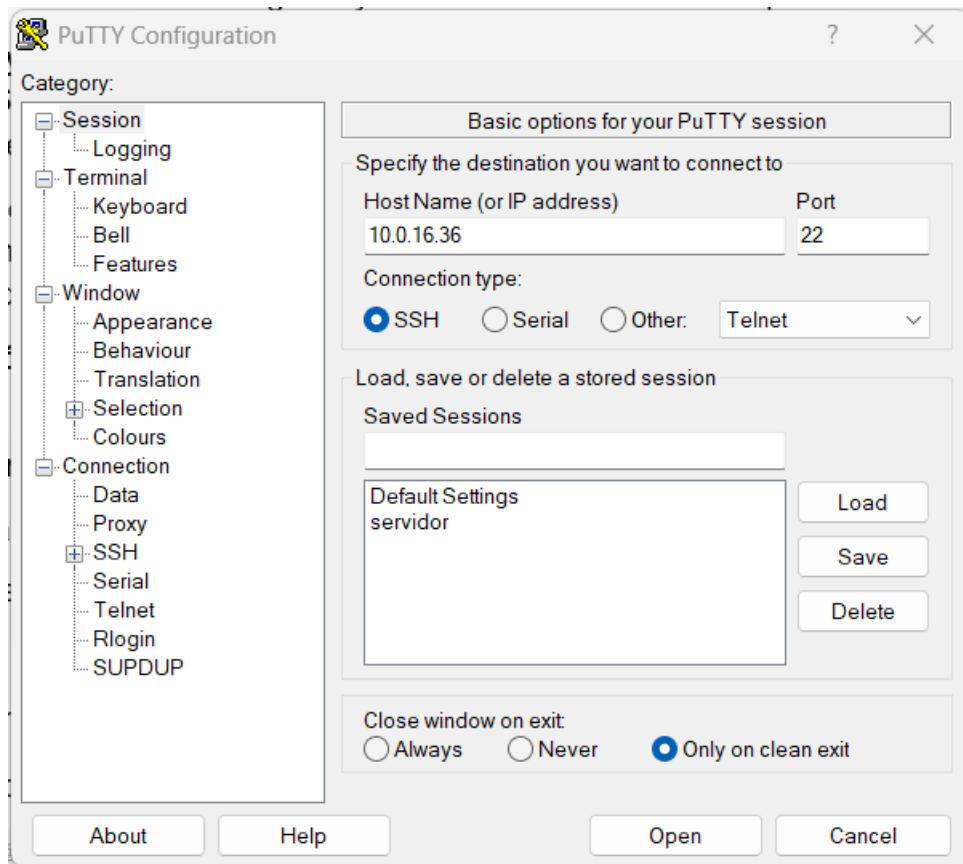 PuTTY Configuration
?
Category:
Session
Logging
Terminal
Keyboard
Bell
Features
Window
Appearance
Behaviour
Translation
Selection
Colours
Connection
Data
Proxy
SSH
Serial
Telnet
Rlogin
SUPDUP
Basic options for your PuTTY session
Specify the destination you want to connect to
Host Name (or IP address) Port
10.0.16.36 22
Connection type:
SSH Serial Other: Telnet
Load, save or delete a stored session
Saved Sessions
Default Settings
servidor
Load
Save
Delete
Close window on exit:
Always Never Only on clean exit
About Help Open Cancel